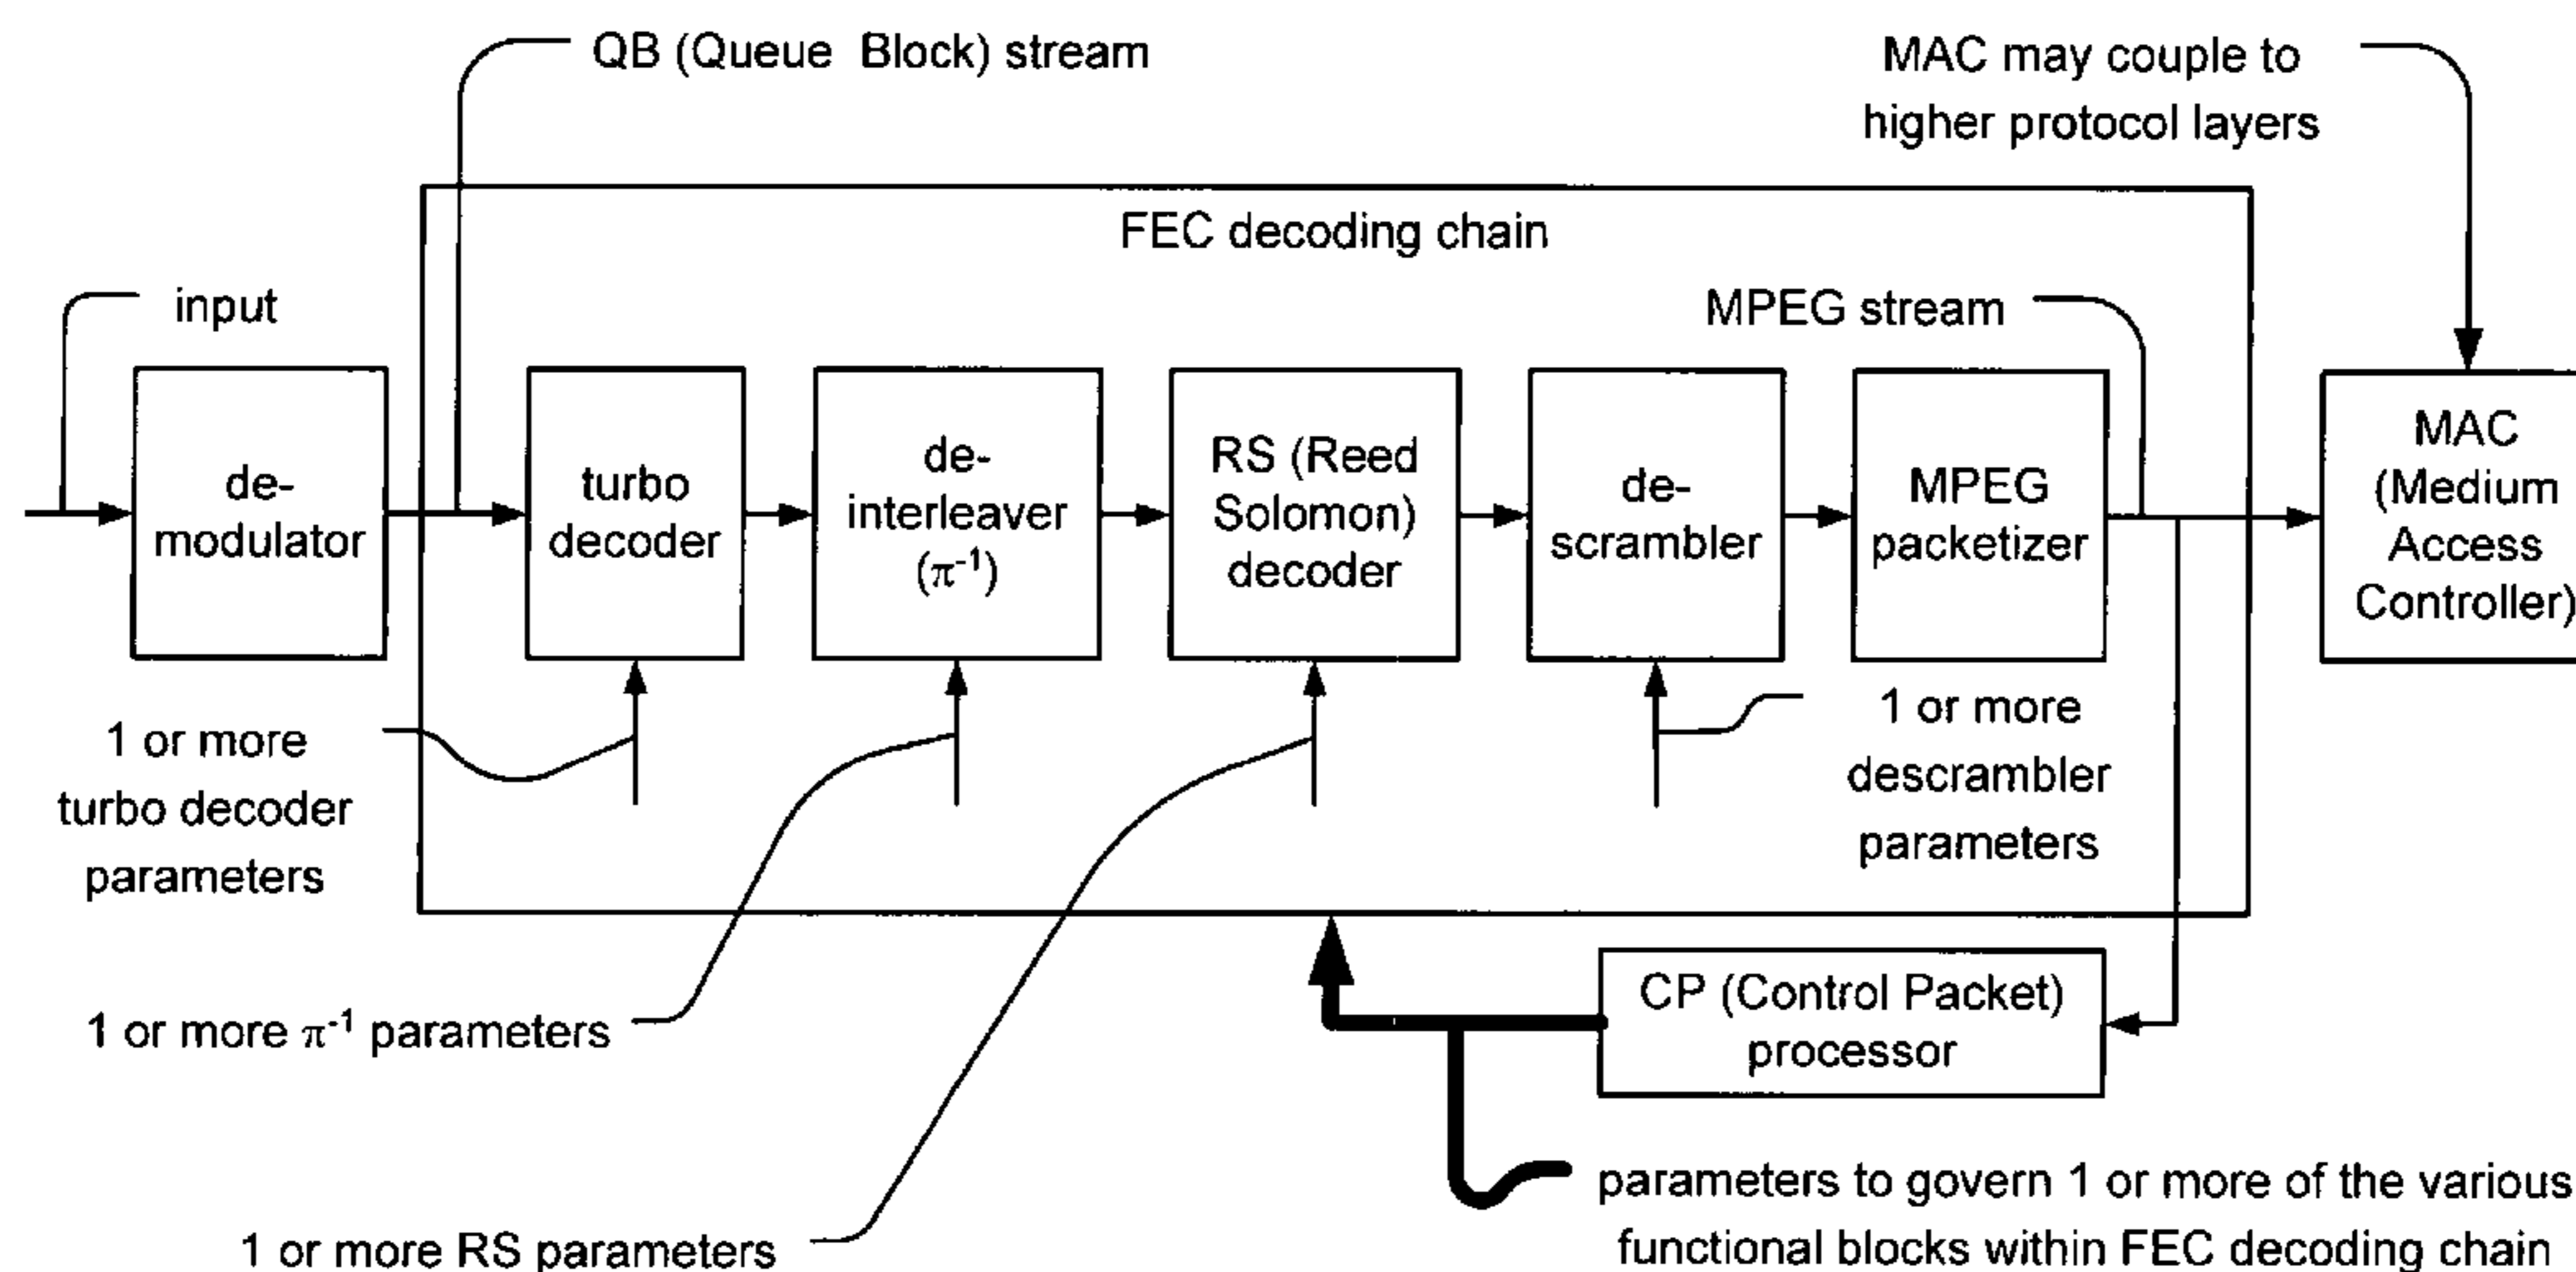 QB (Queue Block) stream
MAC may couple to
higher protocol layers
FEC decoding chain
input
MPEG stream
de-
modulator
turbo
decoder
de-
interleaver
(π⁻¹)
RS (Reed
Solomon)
decoder
de-
scrambler
MPEG
packetizer
MAC
(Medium
Access
Controller)
1 or more
turbo decoder
parameters
1 or more
descrambler
parameters
1 or more π⁻¹ parameters
CP (Control Packet)
processor
1 or more RS parameters
parameters to govern 1 or more of the various
functional blocks within FEC decoding chain